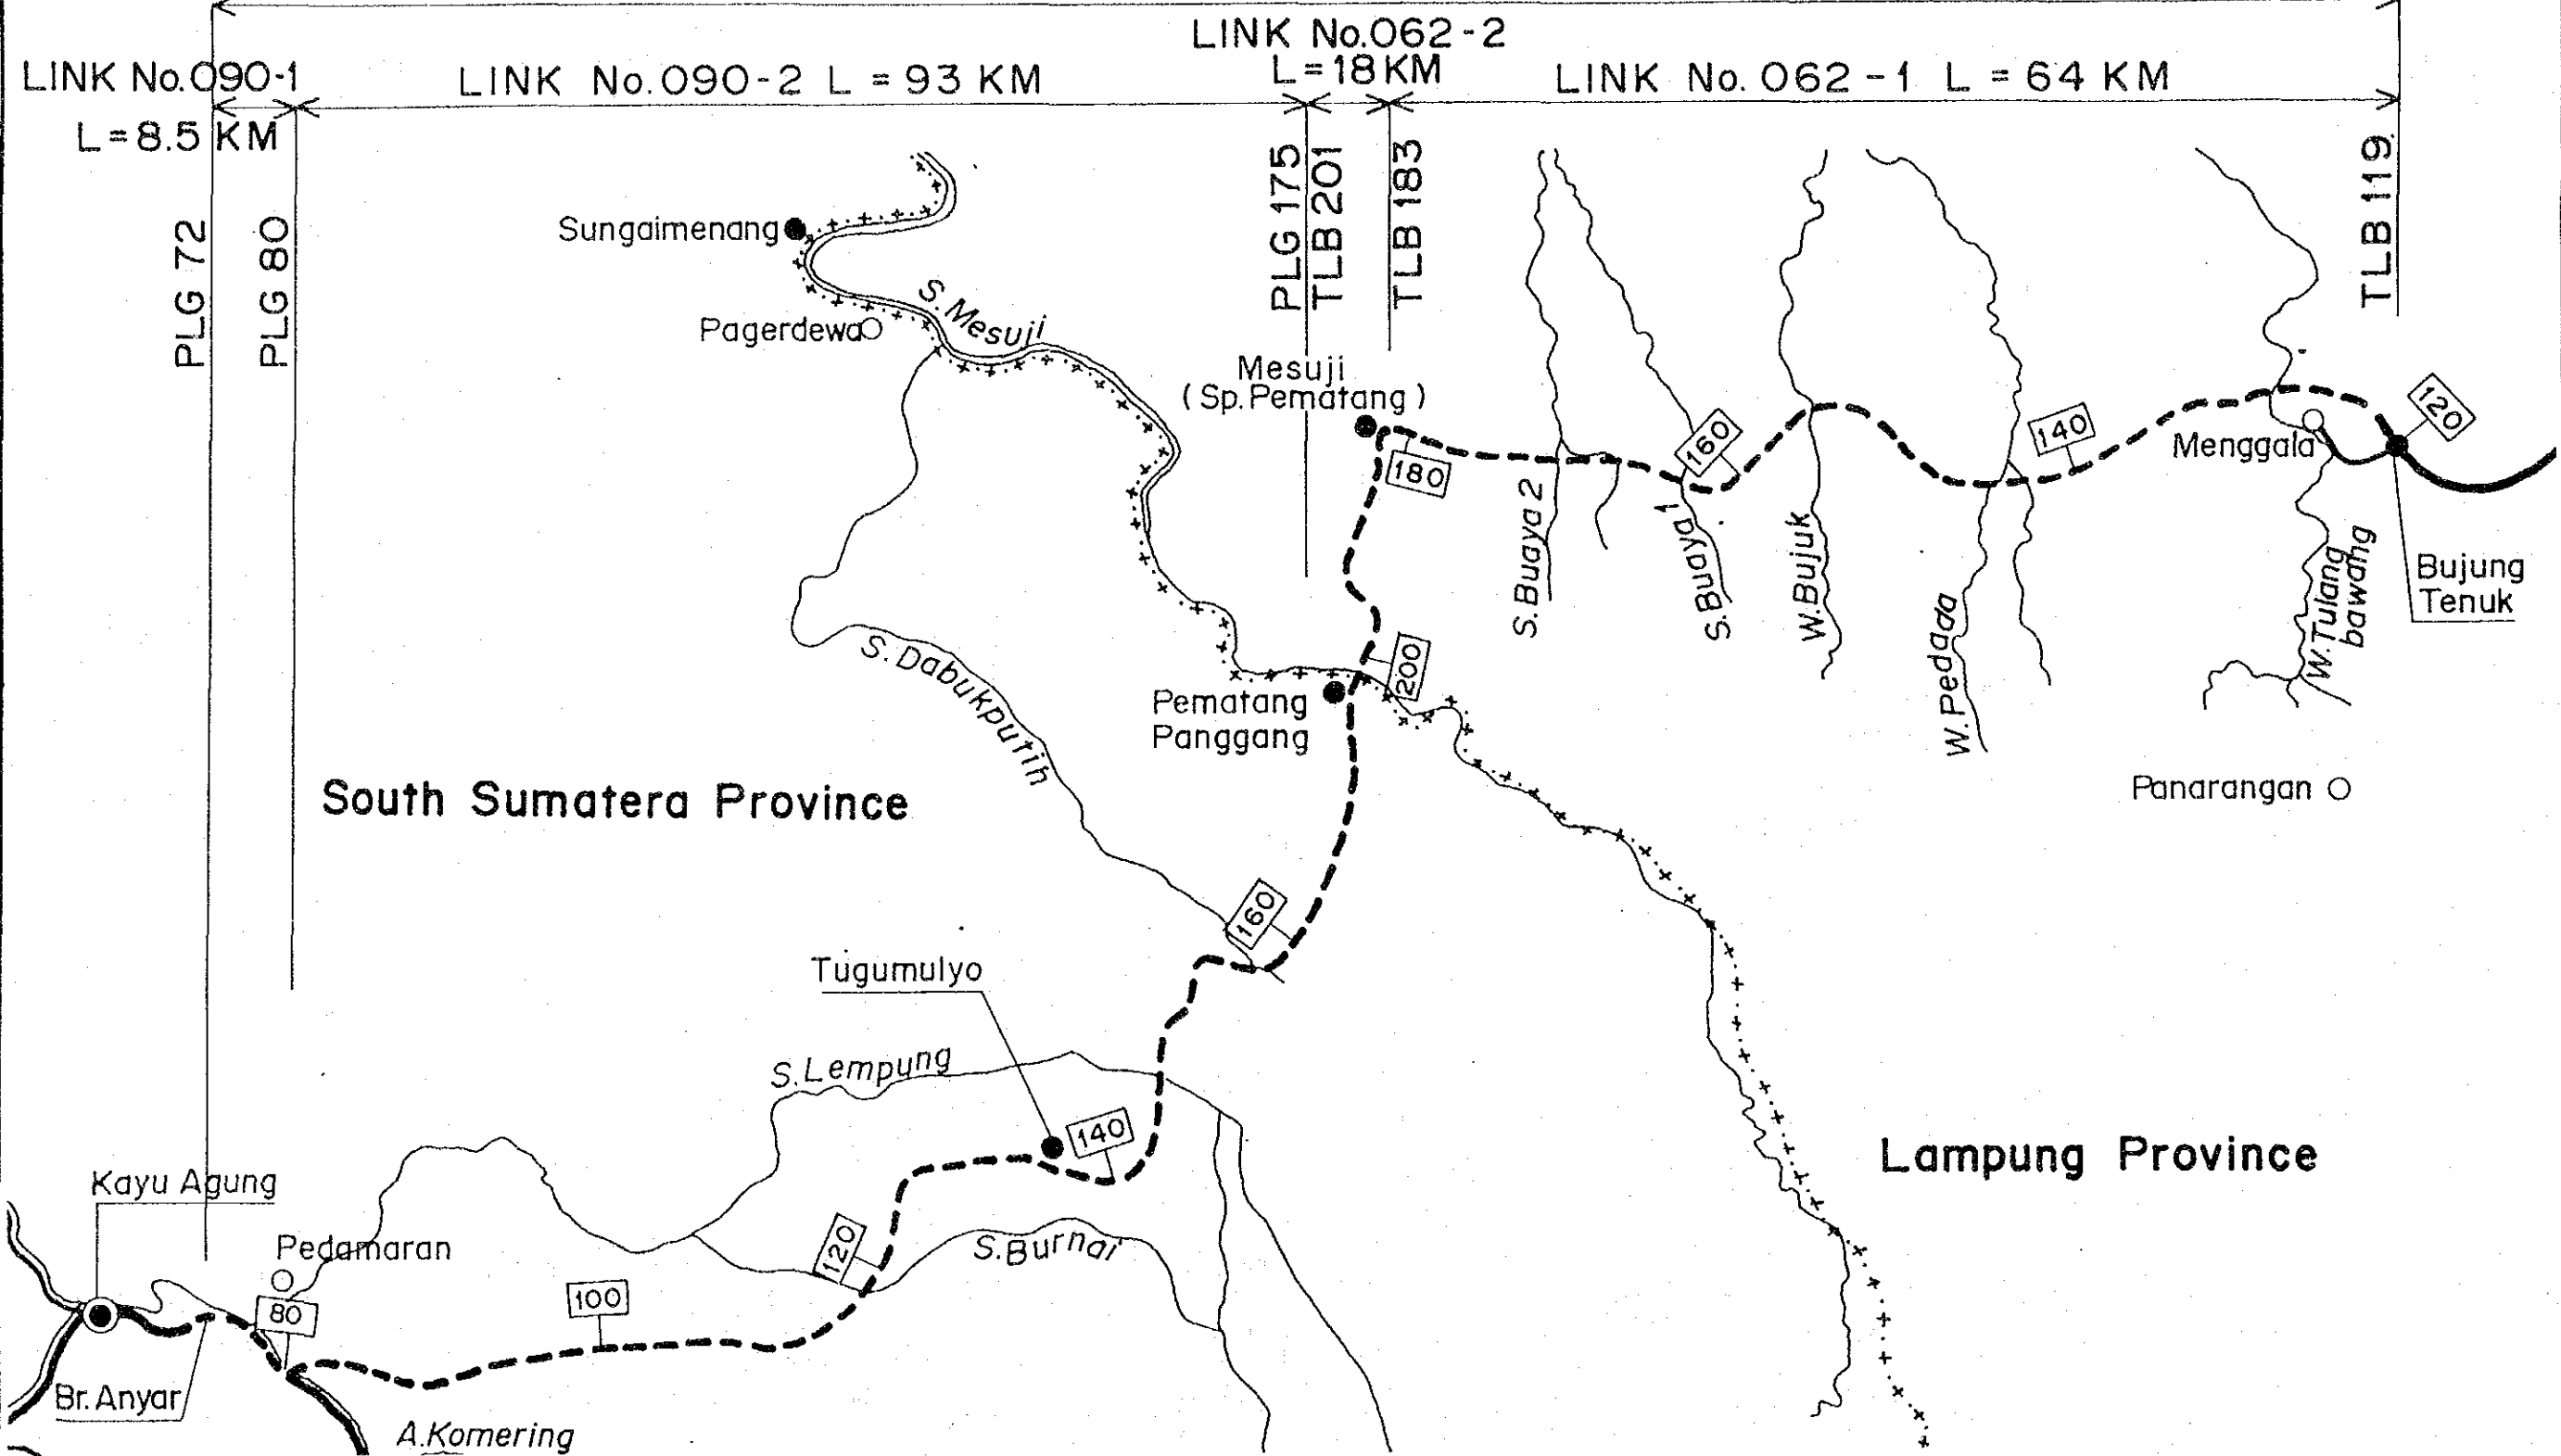 LINK No.062-2
L=18KM
LINK No.090-1
L=8.5 KM
LINK No.090-2 L = 93 KM
LINK No.062-1 L = 64 KM
PLG 72
PLG 80
PLG 175
TLB 201
TLB 183
TLB 119
Sungaimenang
Pagerdewa
S.Mesuji
Mesuji
(Sp.Pematang)
180
160
140
120
Menggala
Bujung
Tenuk
S.Buaya 2
S.Buaya 1
W.Bujuk
W.Pedada
W.Tulang
bawang
Panarangan
200
Pematang
Panggang
S.Dabukputih
South Sumatera Province
160
Tugumulyo
S.Lempung
140
Lampung Province
Kayu Agung
Pedamaran
120
S.Burnai
80
100
Br.Anyar
A.Komering